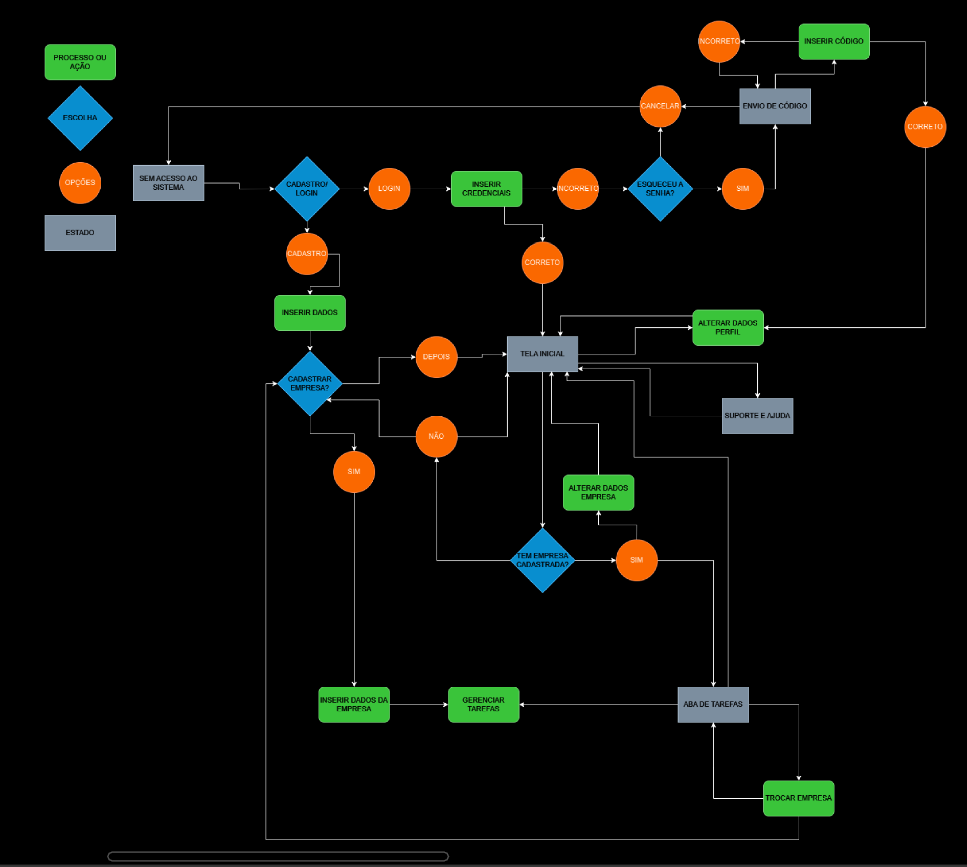 PROCESSO OU
AÇÃO
ESCOLHA
OPÇÕES
ESTADO
INCORRETO
INSERIR CÓDIGO
CANCELAR
ENVIO DE CÓDIGO
CORRETO
SEM ACESSO AO
SISTEMA
CADASTRO/
LOGIN
LOGIN
INSERIR
CREDENCIAIS
INCORRETO
ESQUECEU A
SENHA?
SIM
CADASTRO
CORRETO
INSERIR DADOS
ALTERAR DADOS
PERFIL
TELA INICIAL
DEPOIS
CADASTRAR
EMPRESA?
SUPORTE E AJUDA
NÃO
SIM
ALTERAR DADOS
EMPRESA
TEM EMPRESA
CADASTRADA?
SIM
INSERIR DADOS DA
EMPRESA
GERENCIAR
TAREFAS
ABA DE TAREFAS
TROCAR EMPRESA